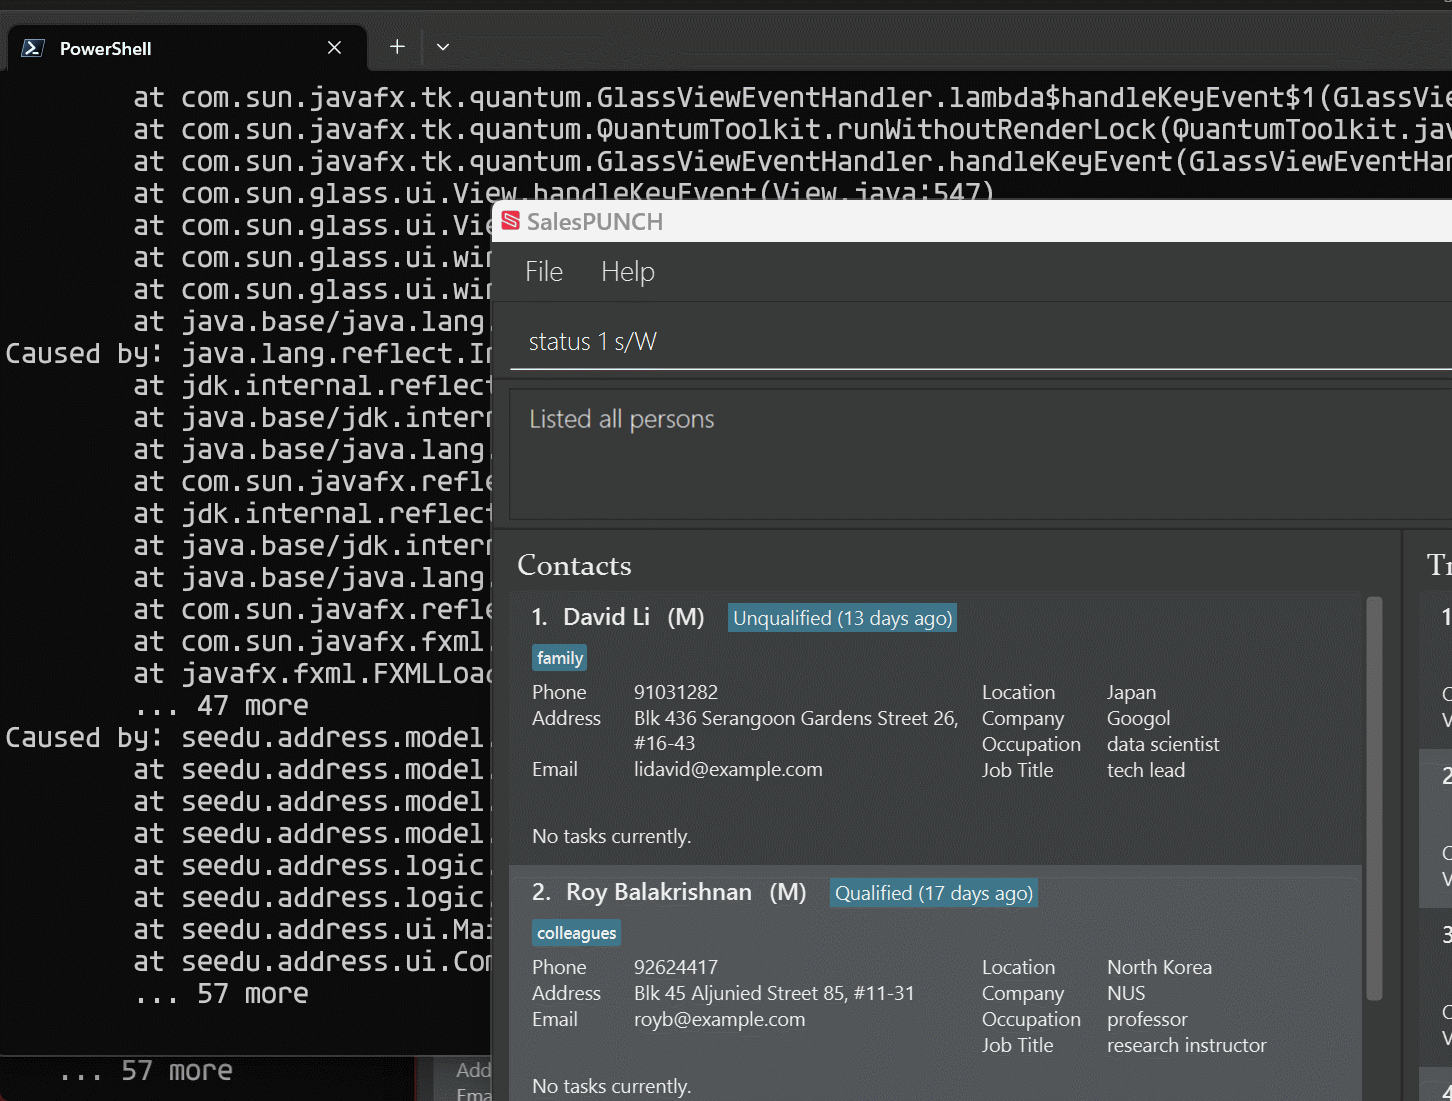 PowerShell
at com.sun.javafx.tk.quantum.GlassViewEventHandler.lambda$handleKeyEvent$1(GlassVie
at com.sun.javafx.tk.quantum.QuantumToolkit.runWithoutRenderLock(QuantumToolkit.jav
at com.sun.javafx.tk.quantum.GlassViewEventHandler.handleKeyEvent(GlassViewEventHan
at com.sun.glass.ui.View.handleKeyEvent(View.java:547)
at com.sun.glass.ui.Vie
at com.sun.glass.ui.win
at com.sun.glass.ui.win
at java.base/java.lang.
Caused by: java.lang.reflect.In
at jdk.internal.reflect
at java.base/jdk.intern
at java.base/java.lang.
at com.sun.javafx.refle
at jdk.internal.reflect
at java.base/jdk.intern
at java.base/java.lang.
at com.sun.javafx.refle
at com.sun.javafx.fxml.
at javafx.fxml.FXMLLoad
... 47 more
Caused by: seedu.address.model.
at seedu.address.model.
at seedu.address.model.
at seedu.address.model.
at seedu.address.logic.
at seedu.address.logic.
at seedu.address.ui.Mai
at seedu.address.ui.Com
... 57 more
... 57 more
Add
Ema
SalesPUNCH
File Help
status 1 s/W
Listed all persons
Contacts
1. David Li (M) Unqualified (13 days ago)
family
Phone 91031282 Location Japan
Address Blk 436 Serangoon Gardens Street 26, Company Googol
#16-43 Occupation data scientist
Email lidavid@example.com Job Title tech lead
No tasks currently.
2. Roy Balakrishnan (M) Qualified (17 days ago)
colleagues
Phone 92624417 Location North Korea
Address Blk 45 Aljunied Street 85, #11-31 Company NUS
Email royb@example.com Occupation professor
Job Title research instructor
No tasks currently.
Tr
1
2
3
4